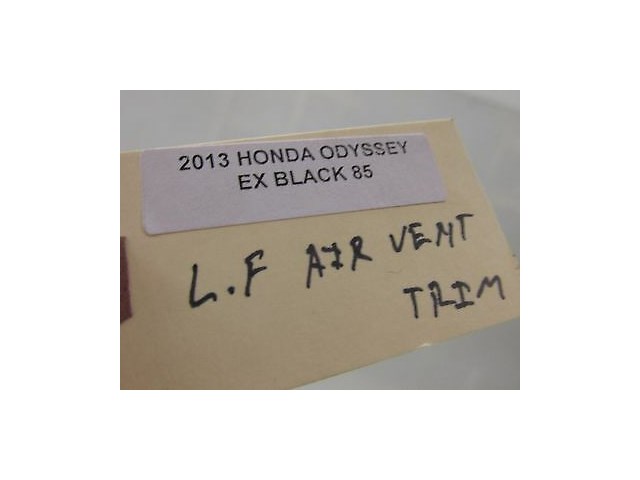 2013 HONDA ODYSSEY
EX BLACK 85
L.F AIR VENT
TRIM